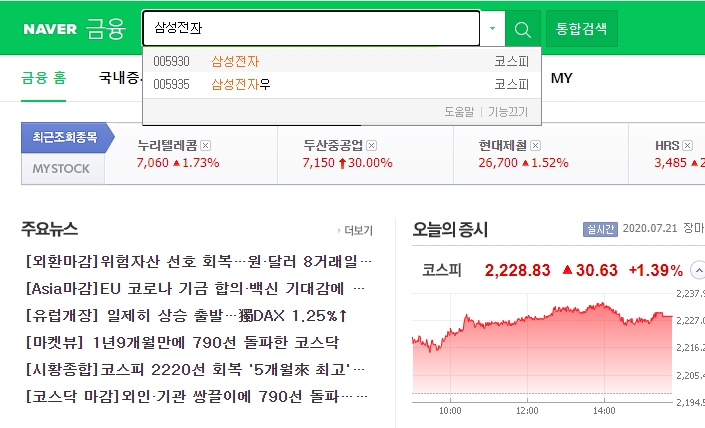 NAVER 금융
삼성전자
통합검색
005930 삼성전자 코스피
005935 삼성전자우 코스피
도움말 | 기능끄기
금융 홈 국내증 MY
최근조회종목
MYSTOCK
누리텔레콤
7,060 ▲ 1.73%
두산중공업
7,150 ↑ 30.00%
현대제철
26,700 ▲ 1.52%
HRS
3,485 ▲ 2
주요뉴스 › 더보기
[외환마감]위험자산 선호 회복…원·달러 8거래일…
[Asia마감]EU 코로나 기금 합의·백신 기대감에 …
[유럽개장] 일제히 상승 출발…獨DAX 1.25%↑
[마켓뷰] 1년9개월만에 790선 돌파한 코스닥
[시황종합]코스피 2220선 회복 '5개월來 최고'…
[코스닥 마감]외인·기관 쌍끌이에 790선 돌파……
오늘의 증시 실시간 2020.07.21 장마
코스피 2,228.83 ▲ 30.63 +1.39%
2,237.9
2,227.0
2,216.2
2,205.4
2,194.5
10:00 12:00 14:00